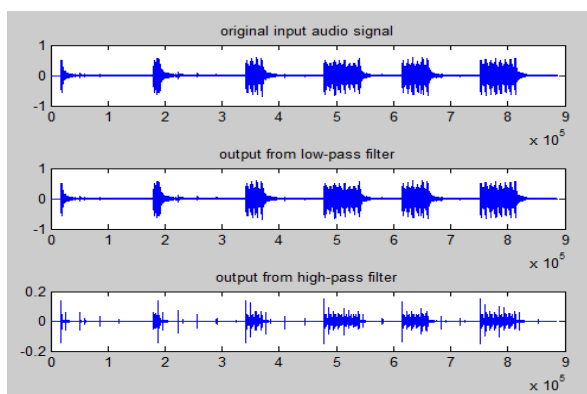 original input audio signal
1
0
-1
0 1 2 3 4 5 6 7 8 9
x 10^5
output from low-pass filter
1
0
-1
0 1 2 3 4 5 6 7 8 9
x 10^5
output from high-pass filter
0.2
0
-0.2
0 1 2 3 4 5 6 7 8 9
x 10^5